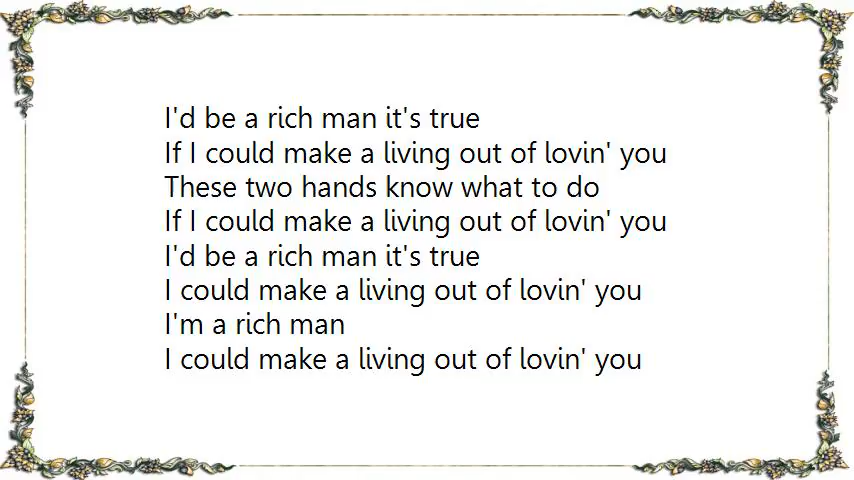 I'd be a rich man it's true
If I could make a living out of lovin' you
These two hands know what to do
If I could make a living out of lovin' you
I'd be a rich man it's true
I could make a living out of lovin' you
I'm a rich man
I could make a living out of lovin' you